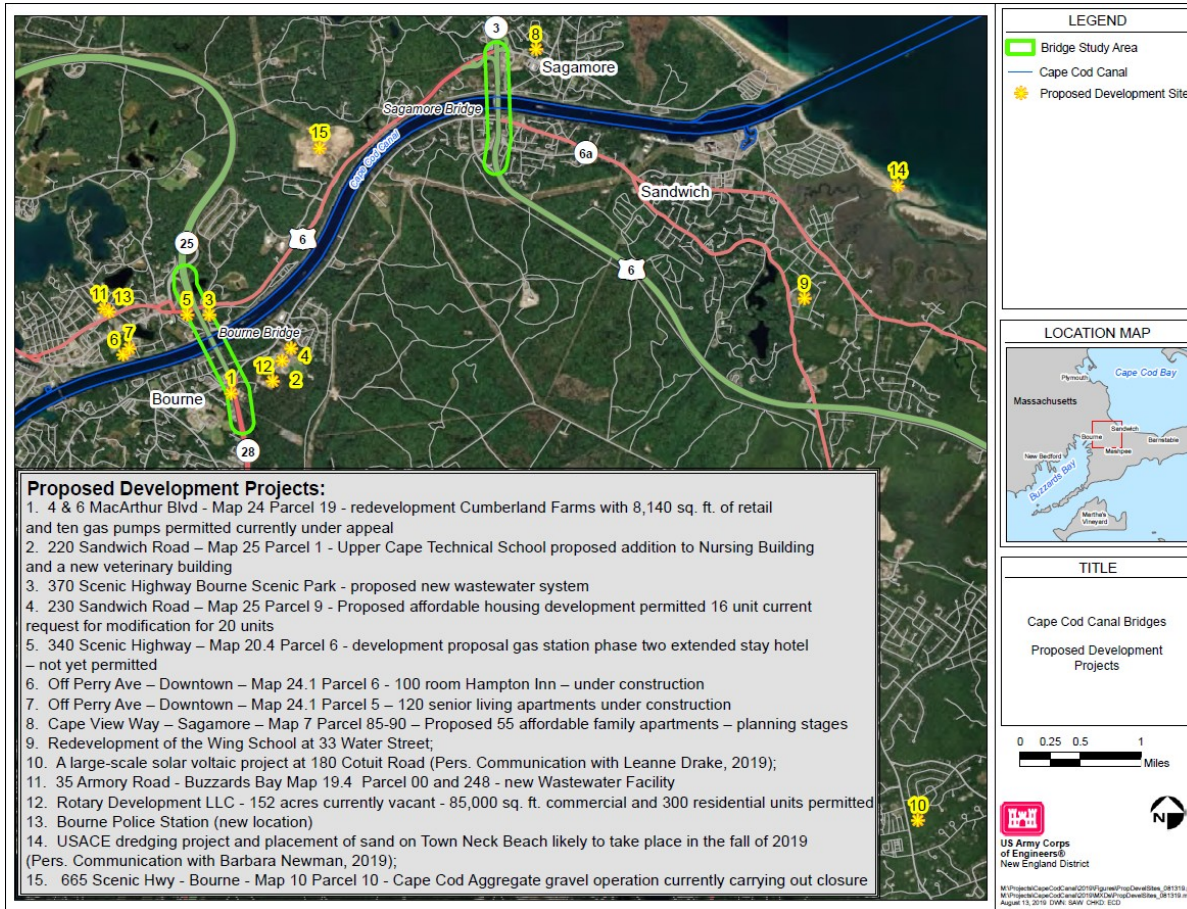 3
8
Sagamore
Sagamore Bridge
15
Cape Cod Canal
6a
14
Sandwich
25
6
6
9
11
13
5
3
Bourne Bridge
7
6
4
12
2
1
Bourne
28
10
Proposed Development Projects:
1. 4 & 6 MacArthur Blvd - Map 24 Parcel 19 - redevelopment Cumberland Farms with 8,140 sq. ft. of retail
and ten gas pumps permitted currently under appeal
2. 220 Sandwich Road – Map 25 Parcel 1 - Upper Cape Technical School proposed addition to Nursing Building
and a new veterinary building
3. 370 Scenic Highway Bourne Scenic Park - proposed new wastewater system
4. 230 Sandwich Road – Map 25 Parcel 9 - Proposed affordable housing development permitted 16 unit current
request for modification for 20 units
5. 340 Scenic Highway – Map 20.4 Parcel 6 - development proposal gas station phase two extended stay hotel
– not yet permitted
6. Off Perry Ave – Downtown – Map 24.1 Parcel 6 - 100 room Hampton Inn – under construction
7. Off Perry Ave – Downtown – Map 24.1 Parcel 5 – 120 senior living apartments under construction
8. Cape View Way – Sagamore – Map 7 Parcel 85-90 – Proposed 55 affordable family apartments – planning stages
9. Redevelopment of the Wing School at 33 Water Street;
10. A large-scale solar voltaic project at 180 Cotuit Road (Pers. Communication with Leanne Drake, 2019);
11. 35 Armory Road - Buzzards Bay Map 19.4 Parcel 00 and 248 - new Wastewater Facility
12. Rotary Development LLC - 152 acres currently vacant - 85,000 sq. ft. commercial and 300 residential units permitted
13. Bourne Police Station (new location)
14. USACE dredging project and placement of sand on Town Neck Beach likely to take place in the fall of 2019
(Pers. Communication with Barbara Newman, 2019);
15. 665 Scenic Hwy - Bourne - Map 10 Parcel 10 - Cape Cod Aggregate gravel operation currently carrying out closure
LEGEND
Bridge Study Area
Cape Cod Canal
Proposed Development Site
LOCATION MAP
Plymouth
Cape Cod Bay
Massachusetts
Sandwich
Bourne
Barnstable
Mashpee
New Bedford
Buzzards Bay
Martha's
Vineyard
TITLE
Cape Cod Canal Bridges
Proposed Development
Projects
0 0.25 0.5 1
Miles
N
US Army Corps
of Engineers®
New England District
August 13, 2019 DWN: SAW CHKD: ECD